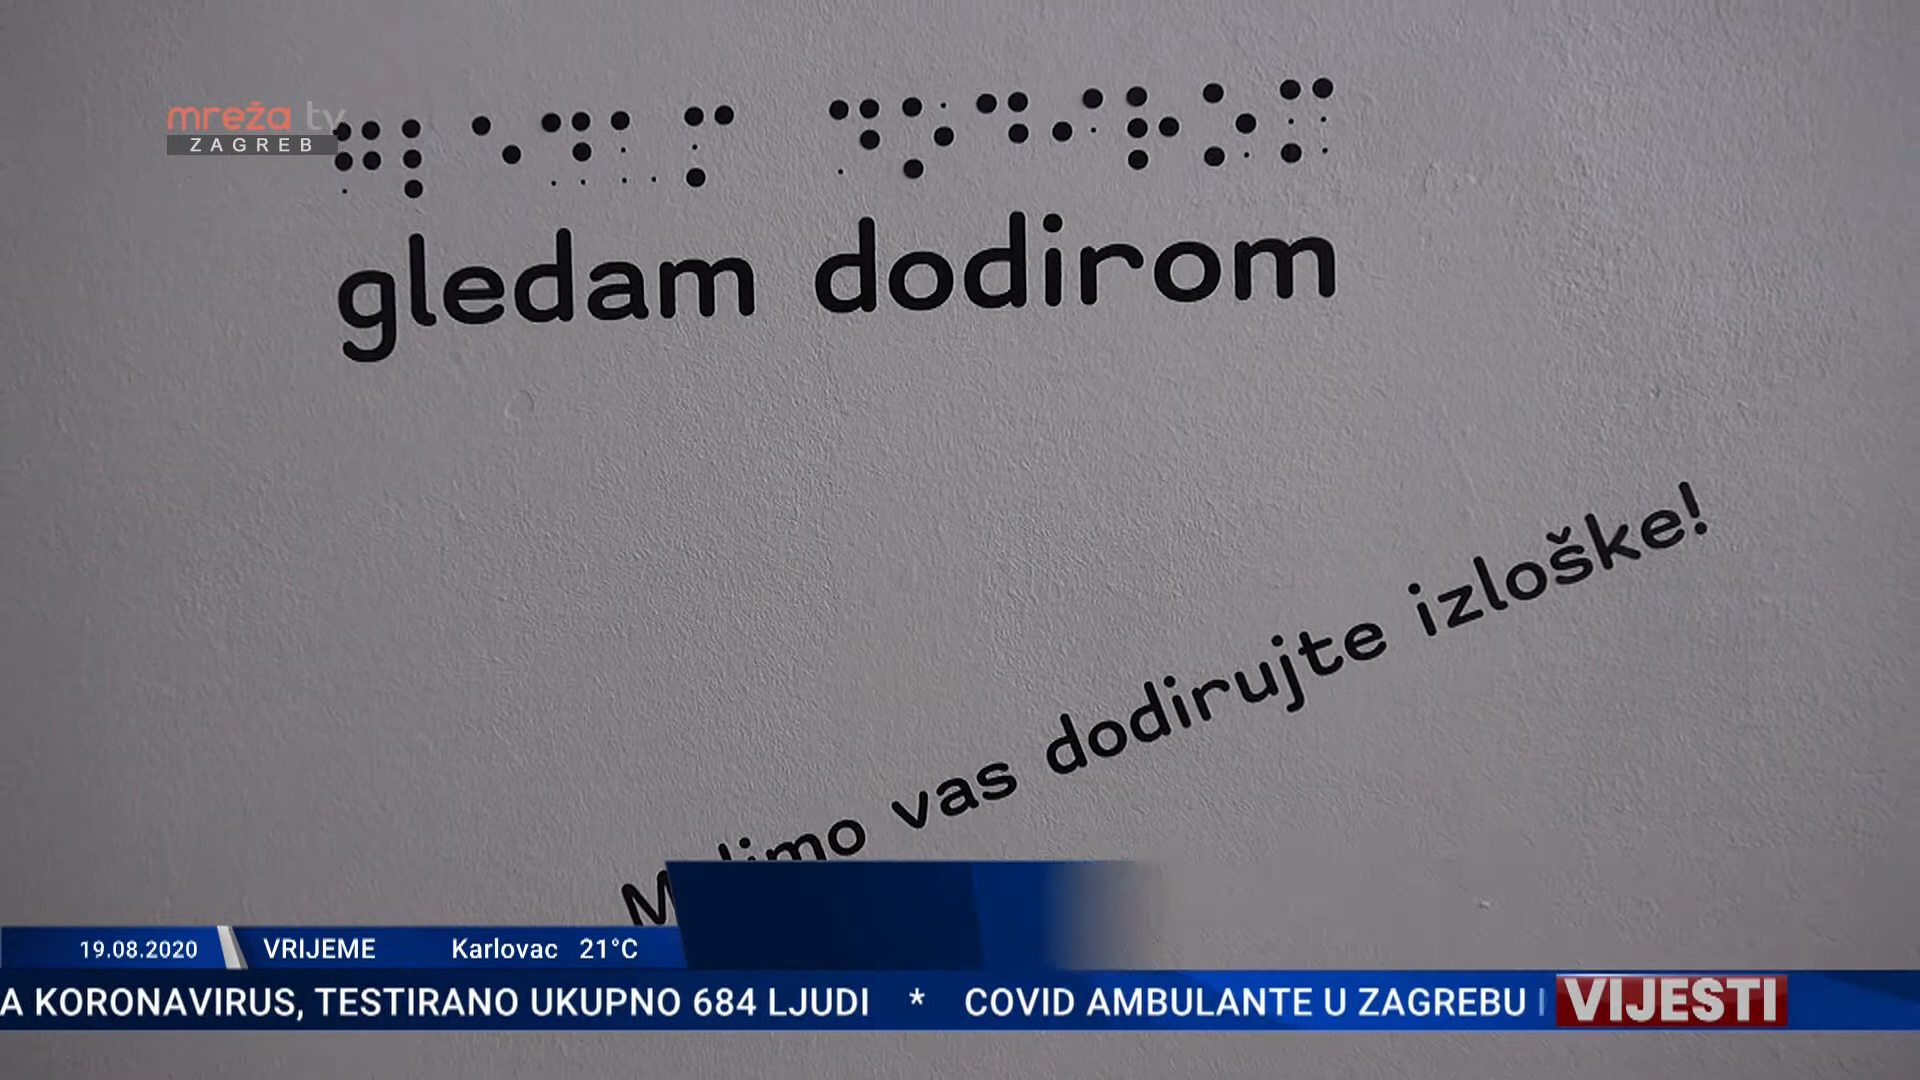 mreža tv
ZAGREB
⠛⠇⠑⠙⠁⠍ ⠙⠕⠙⠊⠗⠕⠍
gledam dodirom
Molimo vas dodirujte izloške!
19.08.2020 VRIJEME Karlovac 21°C
A KORONAVIRUS, TESTIRANO UKUPNO 684 LJUDI * COVID AMBULANTE U ZAGREBU
VIJESTI